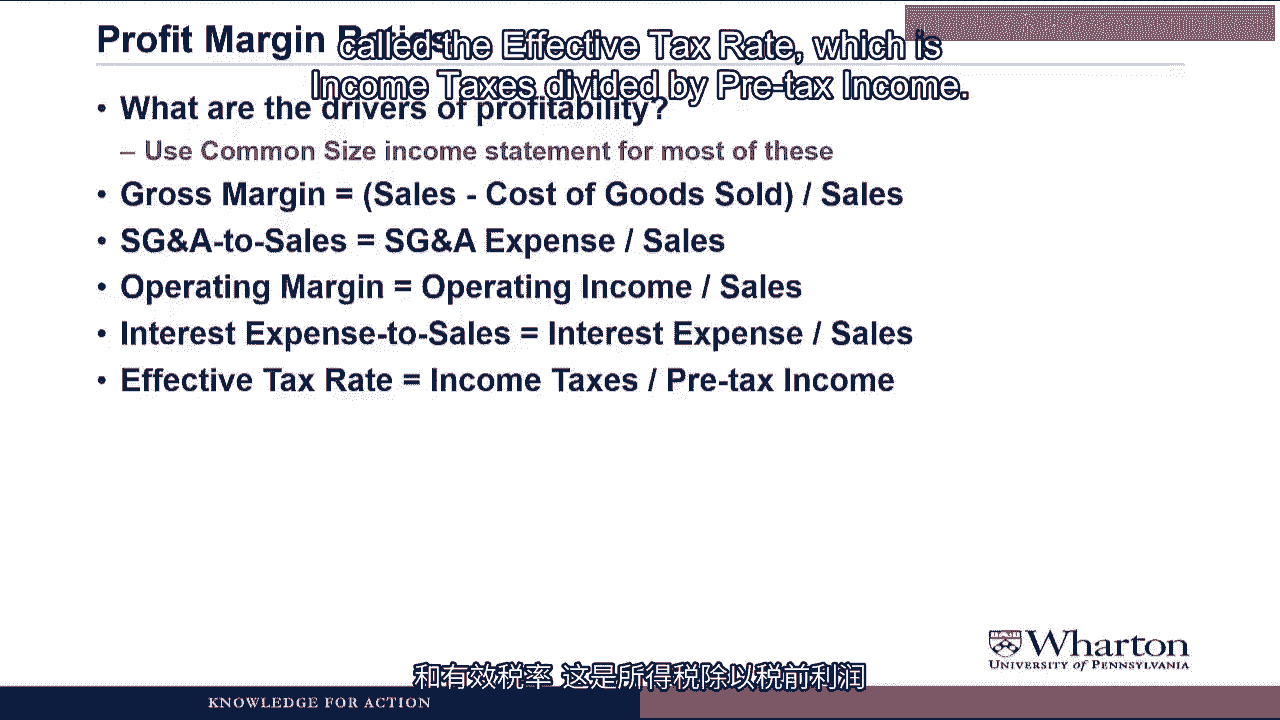 Profit Margin Ratios
called the Effective Tax Rate, which is
Income Taxes divided by Pre-tax Income.
• What are the drivers of profitability?
– Use Common Size income statement for most of these
• Gross Margin = (Sales - Cost of Goods Sold) / Sales
• SG&A-to-Sales = SG&A Expense / Sales
• Operating Margin = Operating Income / Sales
• Interest Expense-to-Sales = Interest Expense / Sales
• Effective Tax Rate = Income Taxes / Pre-tax Income
Wharton
UNIVERSITY OF PENNSYLVANIA
和有效税率 这是所得税除以税前利润
KNOWLEDGE FOR ACTION